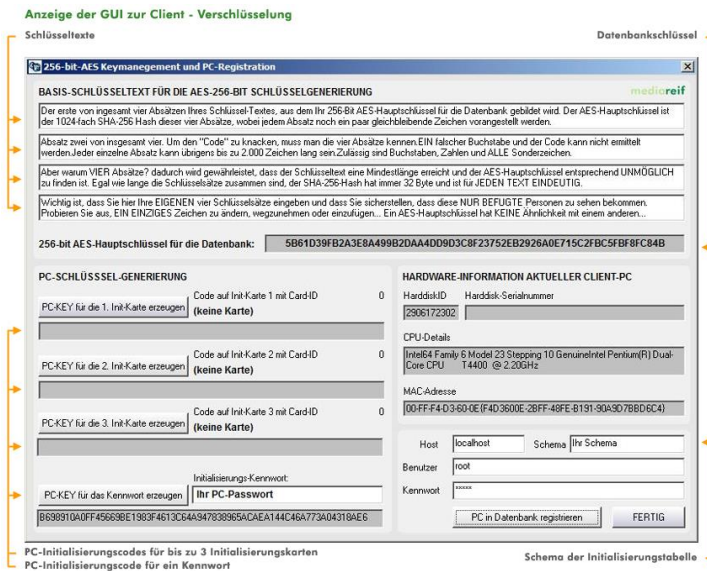 Anzeige der GUI zur Client - Verschlüsselung
Schlüsseltexte
Datenbankschlüssel
256-bit-AES Keymanegement und PC-Registration
BASIS-SCHLÜSSELTEXT FÜR DIE AES-256-BIT SCHLÜSSELGENERIERUNG
mediareif
Der erste von ingesamt vier Absätzen Ihres Schlüssel-Textes, aus dem Ihr 256-Bit AES-Hauptschlüssel für die Datenbank gebildet wird. Der AES-Hauptschlüssel ist
der 1024-fach SHA-256 Hash dieser vier Absätze, wobei jedem Absatz noch ein paar gleichbleibende Zeichen vorangestellt werden.
Absatz zwei von insgesamt vier. Um den "Code" zu knacken, muss man die vier Absätze kennen.EIN falscher Buchstabe und der Code kann nicht ermittelt
werden.Jeder einzelne Absatz kann übrigens bis zu 2.000 Zeichen lang sein.Zulässig sind Buchstaben, Zahlen und ALLE Sonderzeichen.
Aber warum VIER Absätze? dadurch wird gewährleistet, dass der Schlüsseltext eine Mindestlänge erreicht und der AES-Hauptschlüssel entsprechend UNMÖGLICH
zu finden ist. Egal wie lange die Schlüsselsätze zusammen sind, der SHA-256-Hash hat immer 32 Byte und ist für JEDEN TEXT EINDEUTIG.
Wichtig ist, dass Sie hier Ihre EIGENEN vier Schlüsselsätze eingeben und dass Sie sicherstellen, dass diese NUR BEFUGTE Personen zu sehen bekommen.
Probieren Sie aus, EIN EINZIGES Zeichen zu ändern, wegzunehmen oder einzufügen... Ein AES-Hauptschlüssel hat KEINE Ähnlichkeit mit einem anderen...
256-bit AES-Hauptschlüssel für die Datenbank: 5B61D39FB2A3E8A499B2DAA4DD9D3C8F23752EB2926A0E715C2FBC5FBF8FC84B
PC-SCHLÜSSSEL-GENERIERUNG
PC-KEY für die 1. Init-Karte erzeugen
Code auf Init-Karte 1 mit Card-ID 0
(keine Karte)
PC-KEY für die 2. Init-Karte erzeugen
Code auf Init-Karte 2 mit Card-ID 0
(keine Karte)
PC-KEY für die 3. Init-Karte erzeugen
Code auf Init-Karte 3 mit Card-ID 0
(keine Karte)
Initialisierungs-Kennwort:
PC-KEY für das Kennwort erzeugen
Ihr PC-Passwort
B698910A0FF45669BE1983F4613C64A947838965ACAEA144C46A773A04318AE6
HARDWARE-INFORMATION AKTUELLER CLIENT-PC
HarddiskID Harddisk-Serialnummer
2906172302
CPU-Details
Intel64 Family 6 Model 23 Stepping 10 GenuineIntel Pentium(R) Dual-
Core CPU T4400 @ 2.20GHz
MAC-Adresse
00-FF-F4-D3-60-0E{F4D3600E-2BFF-48FE-B191-90A9D7BBD6C4}
Host localhost Schema Ihr Schema
Benutzer root
Kennwort *****
PC in Datenbank registrieren FERTIG
PC-Initialisierungscodes für bis zu 3 Initialisierungskarten
PC-Initialisierungscode für ein Kennwort
Schema der Initialisierungstabelle